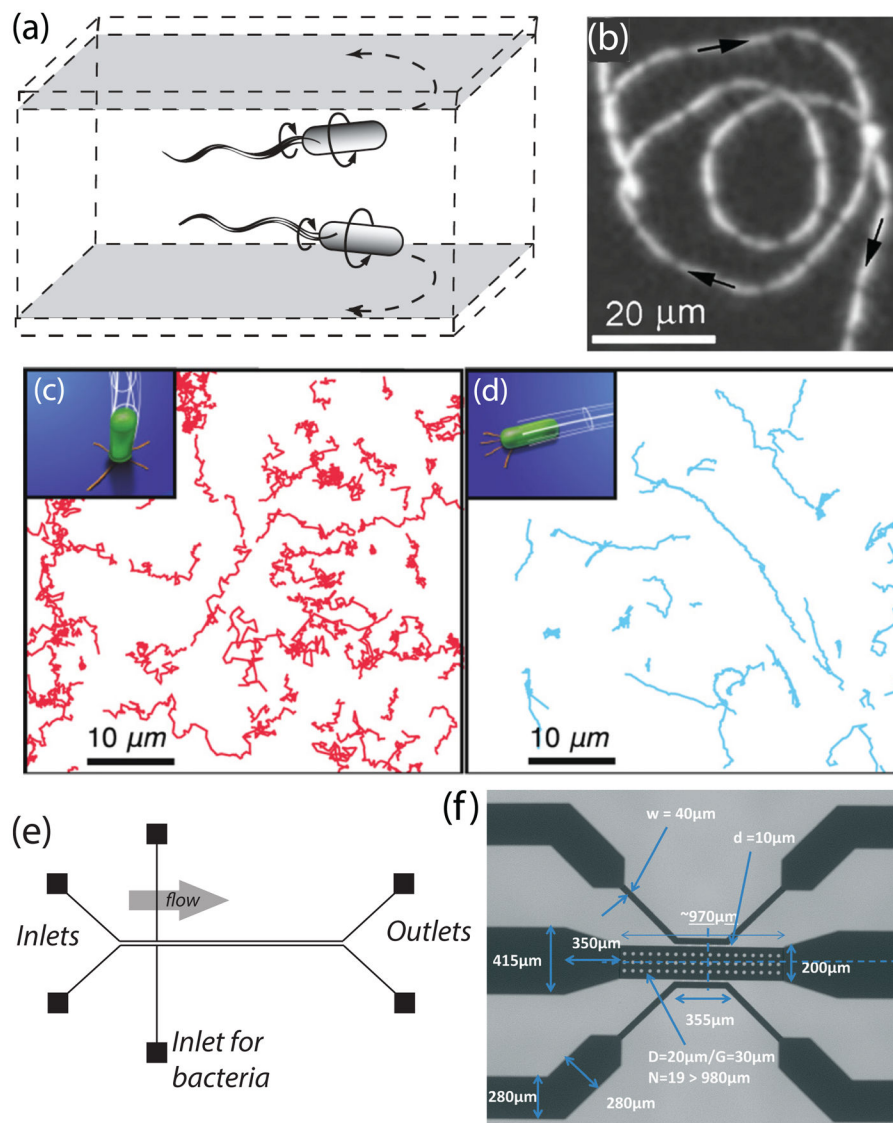 (a)
(b)
20 μm
(c)
10 μm
(d)
10 μm
(e)
flow
Inlets
Outlets
Inlet for
bacteria
(f)
w = 40μm
d =10μm
~970μm
350μm
415μm
200μm
355μm
D=20μm/G=30μm
N=19 > 980μm
280μm
280μm